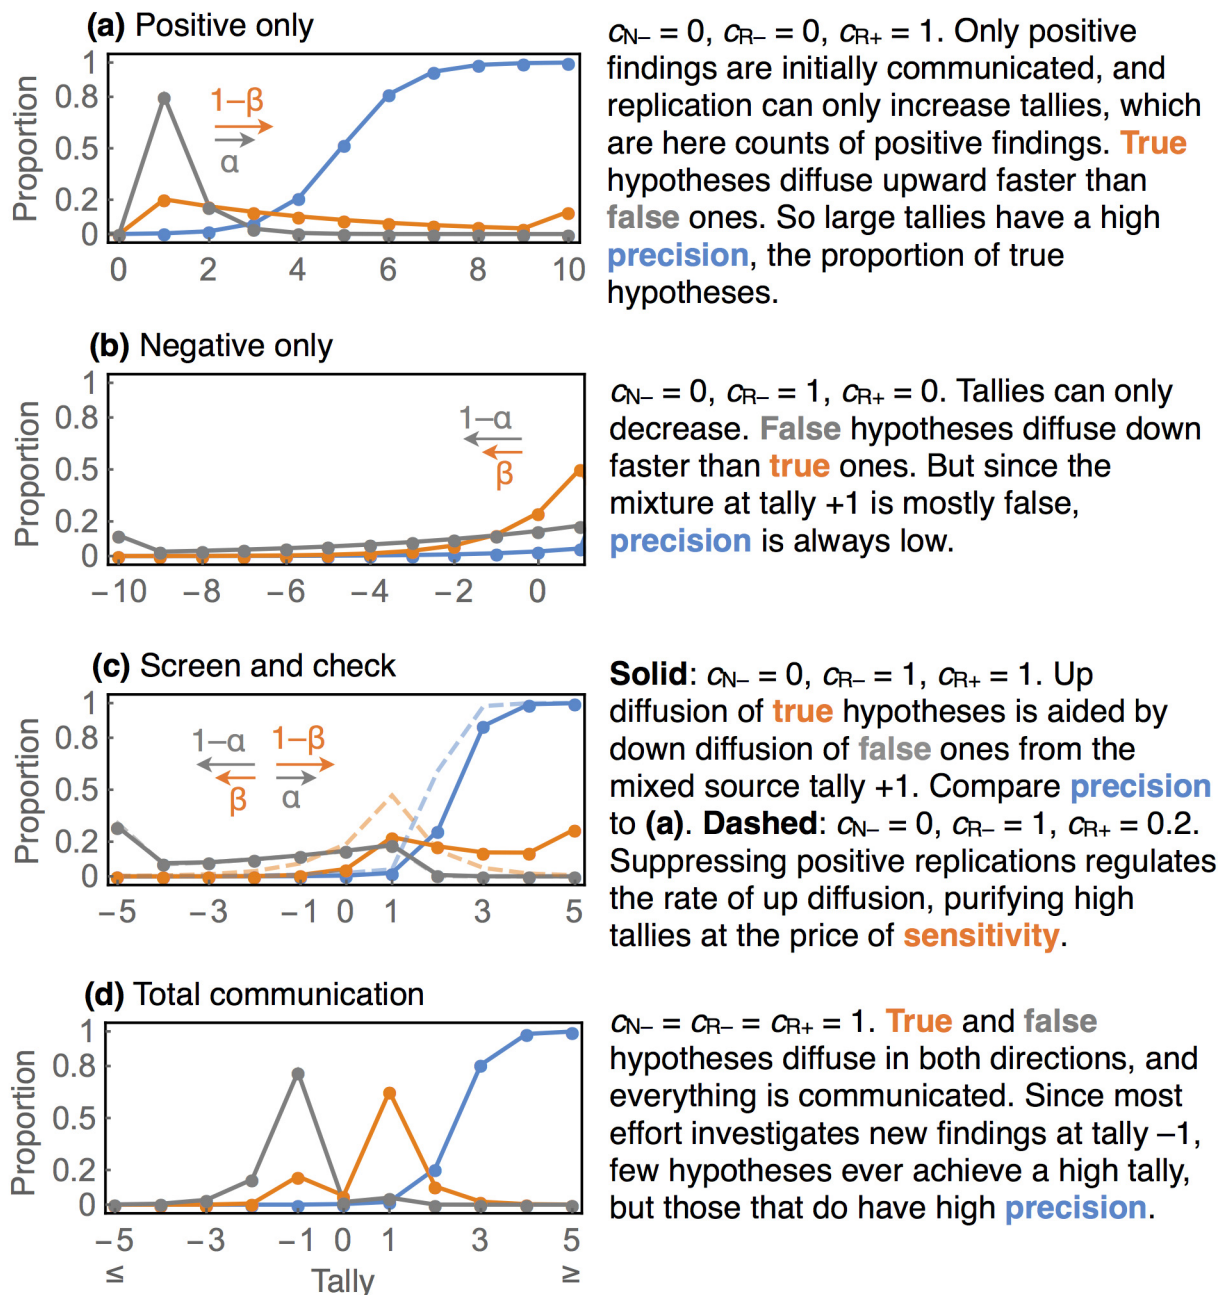 (a) Positive only
1
0.8
0.5
0.2
0
Proportion
1–β
α
0 2 4 6 8 10
cN– = 0, cR– = 0, cR+ = 1. Only positive
findings are initially communicated, and
replication can only increase tallies, which
are here counts of positive findings. True
hypotheses diffuse upward faster than
false ones. So large tallies have a high
precision, the proportion of true
hypotheses.
(b) Negative only
1
0.8
0.5
0.2
0
Proportion
1–α
β
−10 −8 −6 −4 −2 0
cN– = 0, cR– = 1, cR+ = 0. Tallies can only
decrease. False hypotheses diffuse down
faster than true ones. But since the
mixture at tally +1 is mostly false,
precision is always low.
(c) Screen and check
1
0.8
0.5
0.2
0
Proportion
1–α 1–β
β α
−5 −3 −1 0 1 3 5
Solid: cN– = 0, cR– = 1, cR+ = 1. Up
diffusion of true hypotheses is aided by
down diffusion of false ones from the
mixed source tally +1. Compare precision
to (a). Dashed: cN– = 0, cR– = 1, cR+ = 0.2.
Suppressing positive replications regulates
the rate of up diffusion, purifying high
tallies at the price of sensitivity.
(d) Total communication
1
0.8
0.5
0.2
0
Proportion
−5 −3 −1 0 1 3 5
≤ Tally ≥
cN– = cR– = cR+ = 1. True and false
hypotheses diffuse in both directions, and
everything is communicated. Since most
effort investigates new findings at tally –1,
few hypotheses ever achieve a high tally,
but those that do have high precision.